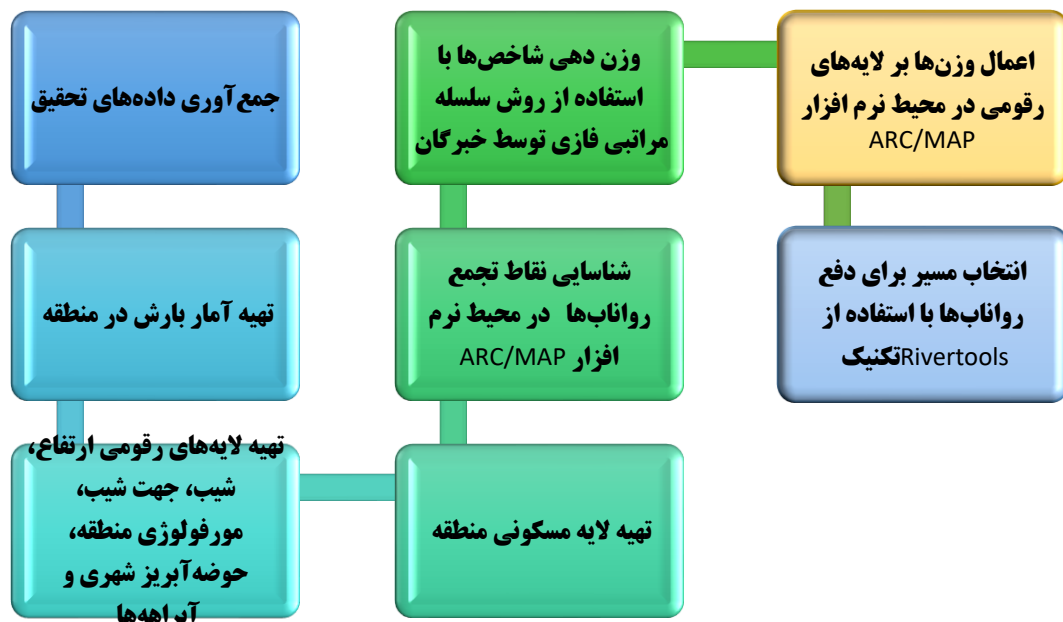 جمع‌آوری داده‌های تحقیق
تهیه آمار بارش در منطقه
تهیه لایه‌های رقومی ارتفاع،
شیب، جهت شیب،
مورفولوژی منطقه،
حوضه‌آبریز شهری و
آبراهه‌ها
تهیه لایه مسکونی منطقه
شناسایی نقاط تجمع
رواناب‌ها در محیط نرم
افزار ARC/MAP
وزن دهی شاخص‌ها با
استفاده از روش سلسله
مراتبی فازی توسط خبرگان
اعمال وزن‌ها بر لایه‌های
رقومی در محیط نرم افزار
ARC/MAP
انتخاب مسیر برای دفع
رواناب‌ها با استفاده از
تکنیکRivertools